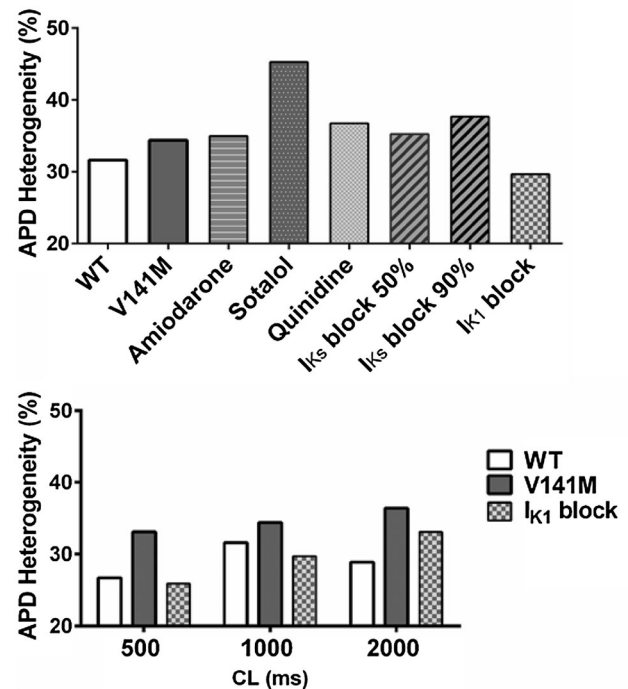 APD Heterogeneity (%)
50
40
30
20
WT
V141M
Amiodarone
Sotalol
Quinidine
IKs block 50%
IKs block 90%
IK1 block
APD Heterogeneity (%)
50
40
30
20
500
1000
2000
CL (ms)
WT
V141M
IK1 block